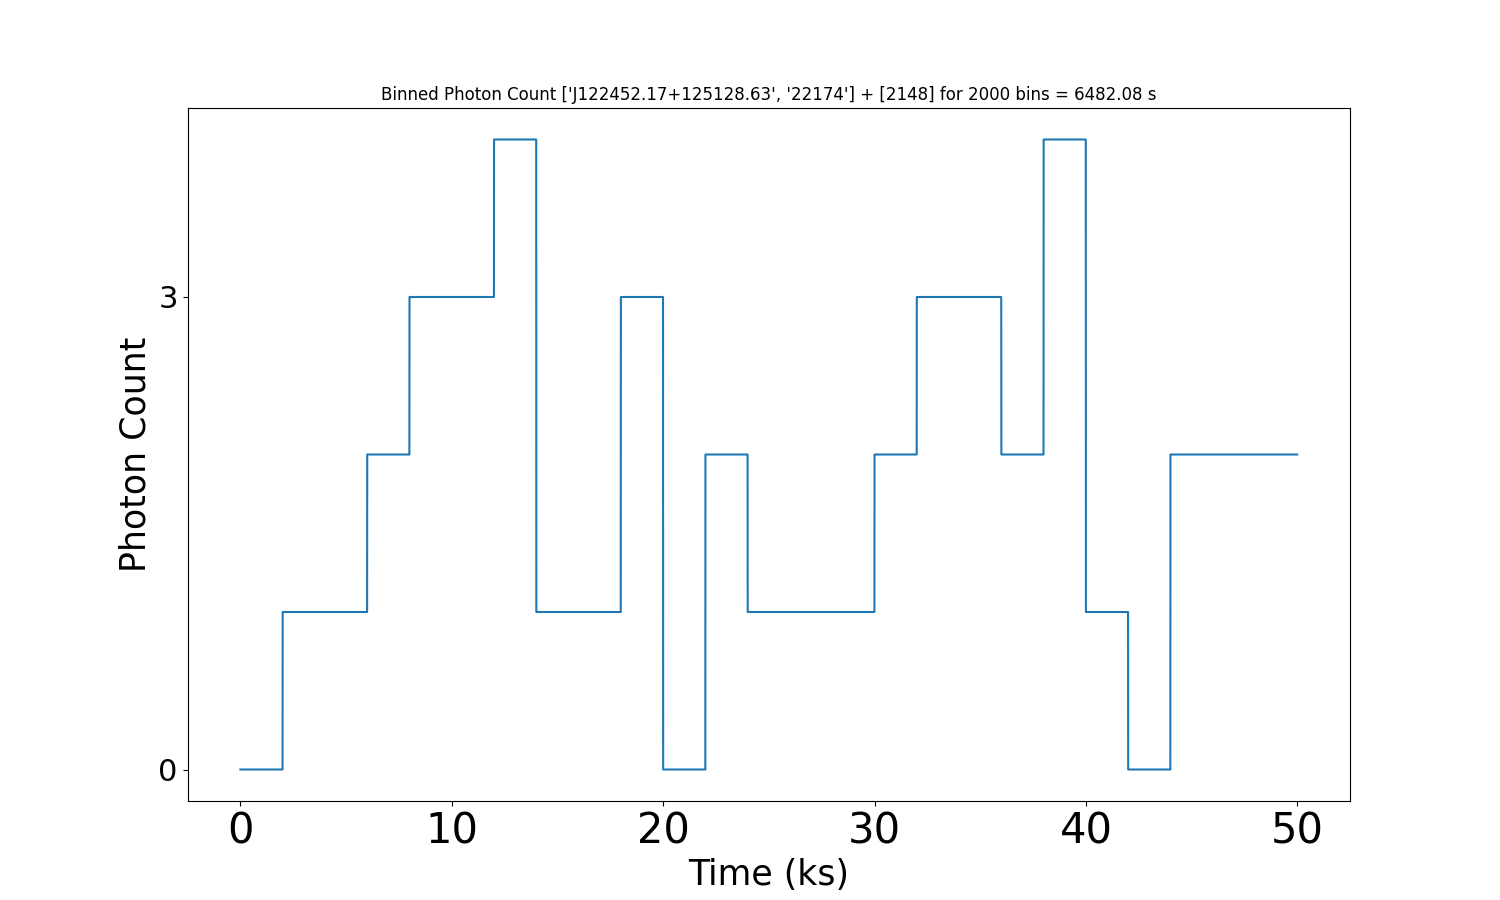 Binned Photon Count ['J122452.17+125128.63', '22174'] + [2148] for 2000 bins = 6482.08 s
Photon Count
3
0
0 10 20 30 40 50
Time (ks)